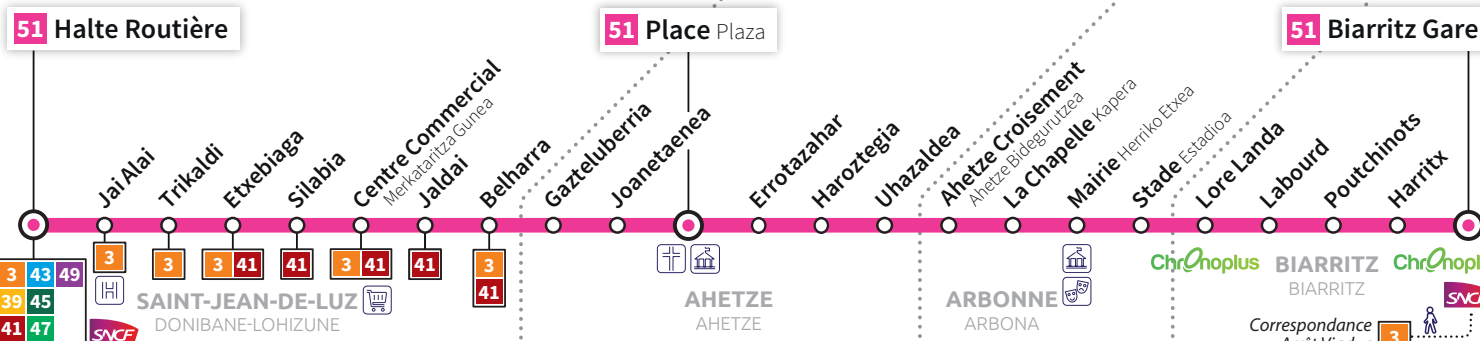 51 Halte Routière
51 Place Plaza
51 Biarritz Gare
Jai Alai
Trikaldi
Etxebiaga
Silabia
Centre Commercial
Merkataritza Gunea
Jaldai
Belharra
Gazteluberria
Joanetaenea
Errotazahar
Haroztegia
Uhazaldea
Ahetze Croisement
Ahetze Bidegurutzea
La Chapelle Kapera
Mairie Herriko Etxea
Stade Estadioa
Lore Landa
Labourd
Poutchinots
Harritx
3 43 49
39 45
41 47
3
H
3
3 41
41
3 41
41
3
41
SNCF
SAINT-JEAN-DE-LUZ
DONIBANE-LOHIZUNE
AHETZE
AHETZE
ARBONNE
ARBONA
Chronoplus
BIARRITZ
BIARRITZ
Correspondance
3